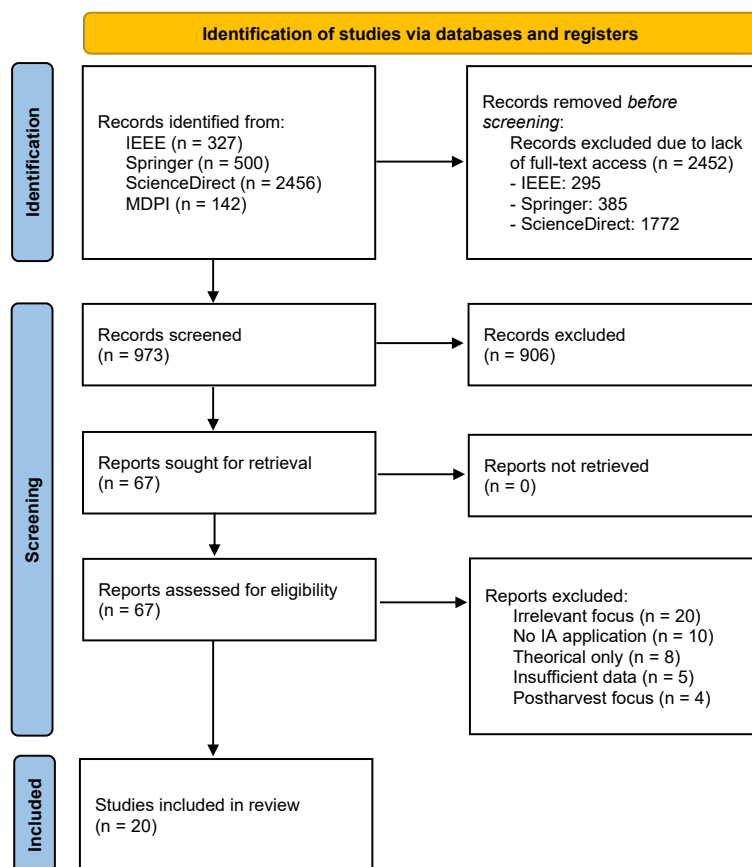 Identification of studies via databases and registers
Identification
Records identified from:
IEEE (n = 327)
Springer (n = 500)
ScienceDirect (n = 2456)
MDPI (n = 142)
Records removed before
screening:
Records excluded due to lack
of full-text access (n = 2452)
- IEEE: 295
- Springer: 385
- ScienceDirect: 1772
Screening
Records screened
(n = 973)
Records excluded
(n = 906)
Reports sought for retrieval
(n = 67)
Reports not retrieved
(n = 0)
Reports assessed for eligibility
(n = 67)
Reports excluded:
Irrelevant focus (n = 20)
No IA application (n = 10)
Theorical only (n = 8)
Insufficient data (n = 5)
Postharvest focus (n = 4)
Included
Studies included in review
(n = 20)